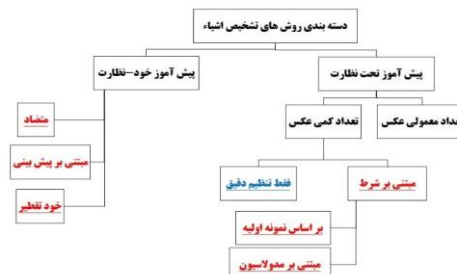 دسته بندی روش های تشخیص اشیاء
پیش آموز تحت نظارت
پیش آموز خود-نظارت
تعداد معمولی عکس
تعداد کمی عکس
متضاد
مبتنی بر پیش بینی
خود تقطیر
مبتنی بر شرط
فقط تنظیم دقیق
بر اساس نمونه اولیه
مبتنی بر مدولاسیون